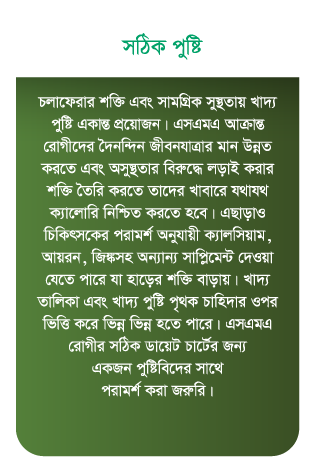 সঠিক পুষ্টি
চলাফেরার শক্তি এবং সামগ্রিক সুস্থতায় খাদ্য
পুষ্টি একান্ত প্রয়োজন। এসএমএ আক্রান্ত
রোগীদের দৈনন্দিন জীবনযাত্রার মান উন্নত
করতে এবং অসুস্থতার বিরুদ্ধে লড়াই করার
শক্তি তৈরি করতে তাদের খাবারে যথাযথ
ক্যালোরি নিশ্চিত করতে হবে। এছাড়াও
চিকিৎসকের পরামর্শ অনুযায়ী ক্যালসিয়াম,
আয়রন, জিঙ্কসহ অন্যান্য সাপ্লিমেন্ট দেওয়া
যেতে পারে যা হাড়ের শক্তি বাড়ায়। খাদ্য
তালিকা এবং খাদ্য পুষ্টি পৃথক চাহিদার ওপর
ভিত্তি করে ভিন্ন ভিন্ন হতে পারে। এসএমএ
রোগীর সঠিক ডায়েট চার্টের জন্য
একজন পুষ্টিবিদের সাথে
পরামর্শ করা জরুরি।